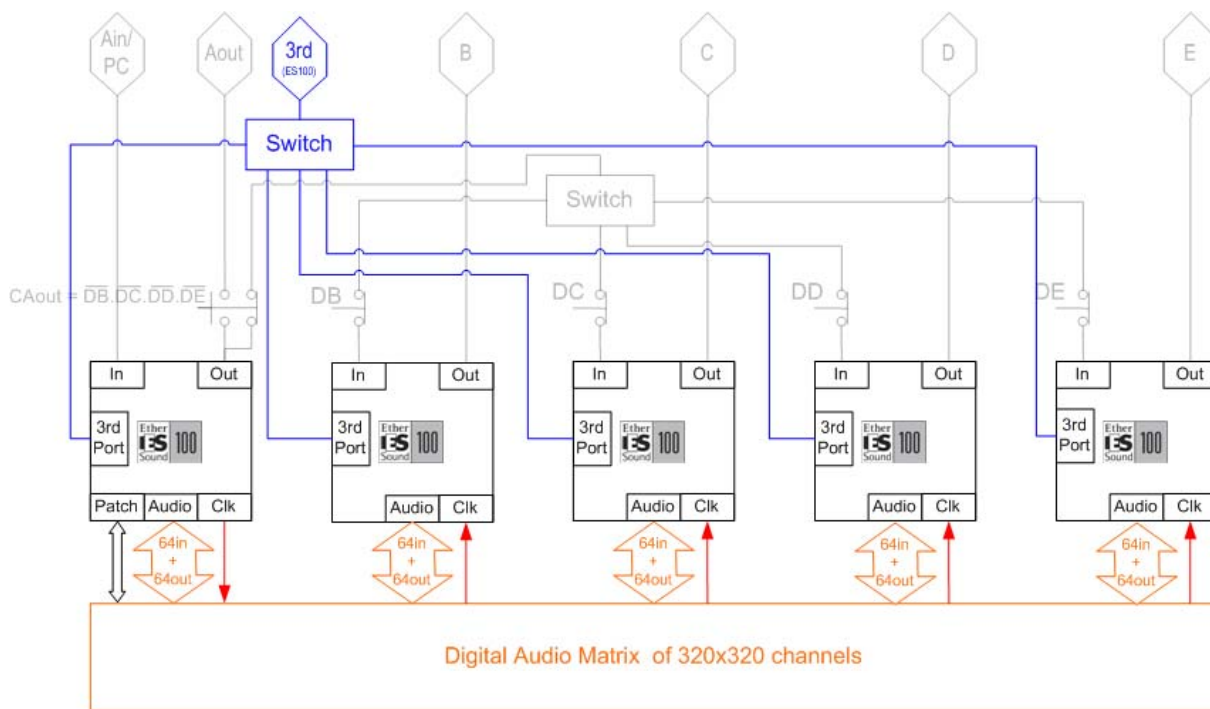 Ain/
PC
Aout
3rd
(ES100)
B
C
D
E
Switch
Switch
CAout = D̅B̅.D̅C̅.D̅D̅.D̅E̅
DB
DC
DD
DE
In
Out
3rd
Port
Ether
ES
Sound
100
Patch
Audio
Clk
In
Out
3rd
Port
Ether
ES
Sound
100
Audio
Clk
In
Out
3rd
Port
Ether
ES
Sound
100
Audio
Clk
In
Out
3rd
Port
Ether
ES
Sound
100
Audio
Clk
In
Out
3rd
Port
Ether
ES
Sound
100
Audio
Clk
64in
+
64out
64in
+
64out
64in
+
64out
64in
+
64out
64in
+
64out
Digital Audio Matrix of 320x320 channels